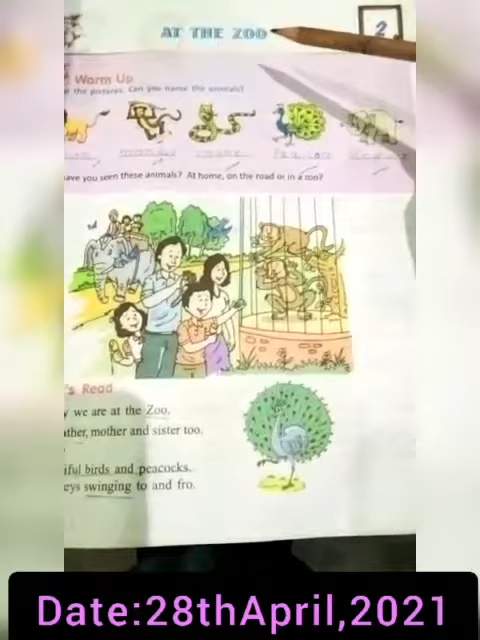 AT THE ZOO
2
Warm Up
the pictures. Can you name the animals?
ave you seen these animals? At home, on the road or in a zoo?
's Read
y we are at the Zoo,
ather, mother and sister too.
iful birds and peacocks.
eys swinging to and fro.
Date:28thApril,2021